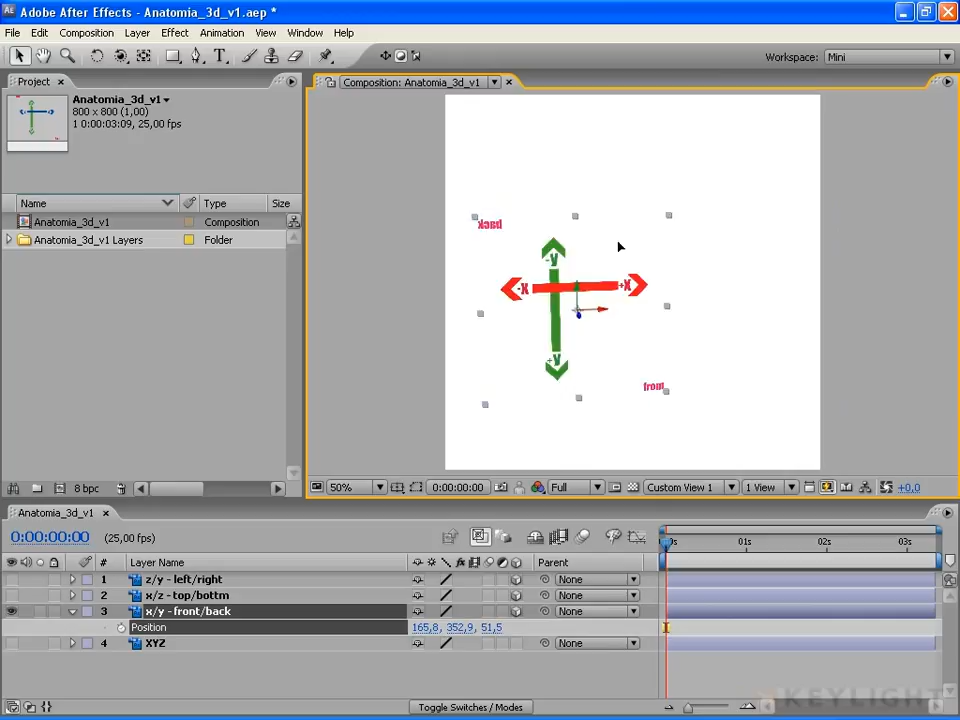 Adobe After Effects - Anatomia_3d_v1.aep *
File Edit Composition Layer Effect Animation View Window Help
Workspace: Mini
Project
Composition: Anatomia_3d_v1
Anatomia_3d_v1
800 x 800 (1,00)
1 0:00:03:09, 25,00 fps
Name Type Size
Anatomia_3d_v1 Composition
Anatomia_3d_v1 Layers Folder
back
-Y
-X +X
+Y
front
8 bpc
50% 0:00:00:00 Full Custom View 1 1 View +0,0
Anatomia_3d_v1
0:00:00:00 (25,00 fps)
01s 02s 03s
# Layer Name Parent
1 z/y - left/right None
2 x/z - top/bottm None
3 x/y - front/back None
Position 165,8, 352,9, 51,5
4 XYZ None
Toggle Switches / Modes
KEYLIGHT